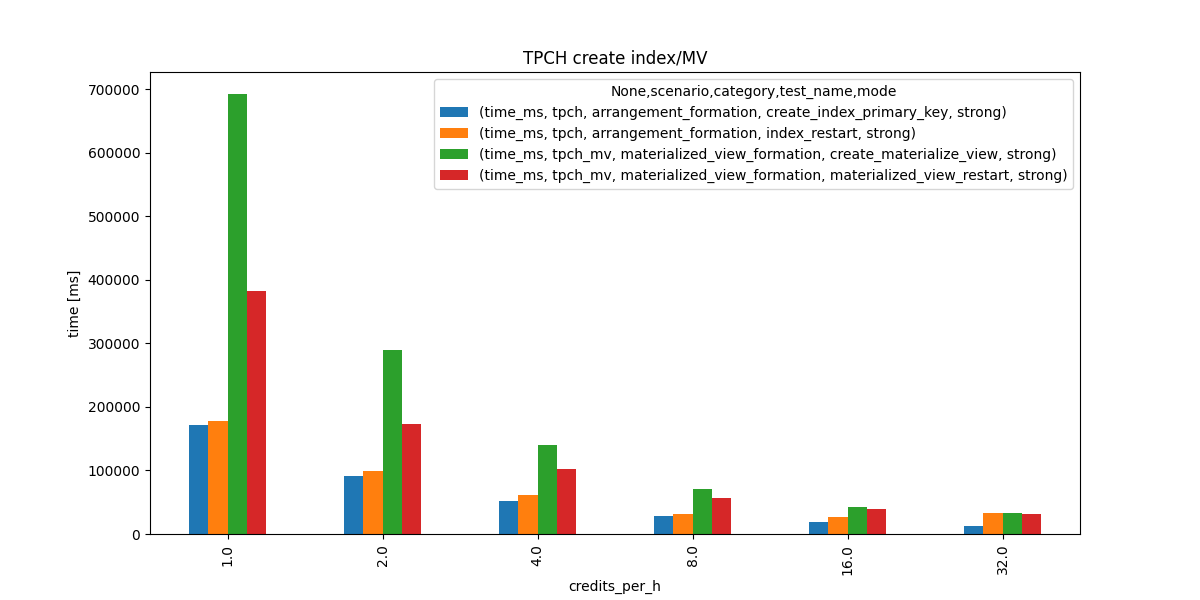 TPCH create index/MV
None,scenario,category,test_name,mode
(time_ms, tpch, arrangement_formation, create_index_primary_key, strong)
(time_ms, tpch, arrangement_formation, index_restart, strong)
(time_ms, tpch_mv, materialized_view_formation, create_materialize_view, strong)
(time_ms, tpch_mv, materialized_view_formation, materialized_view_restart, strong)
time [ms]
700000
600000
500000
400000
300000
200000
100000
0
1.0
2.0
4.0
8.0
16.0
32.0
credits_per_h